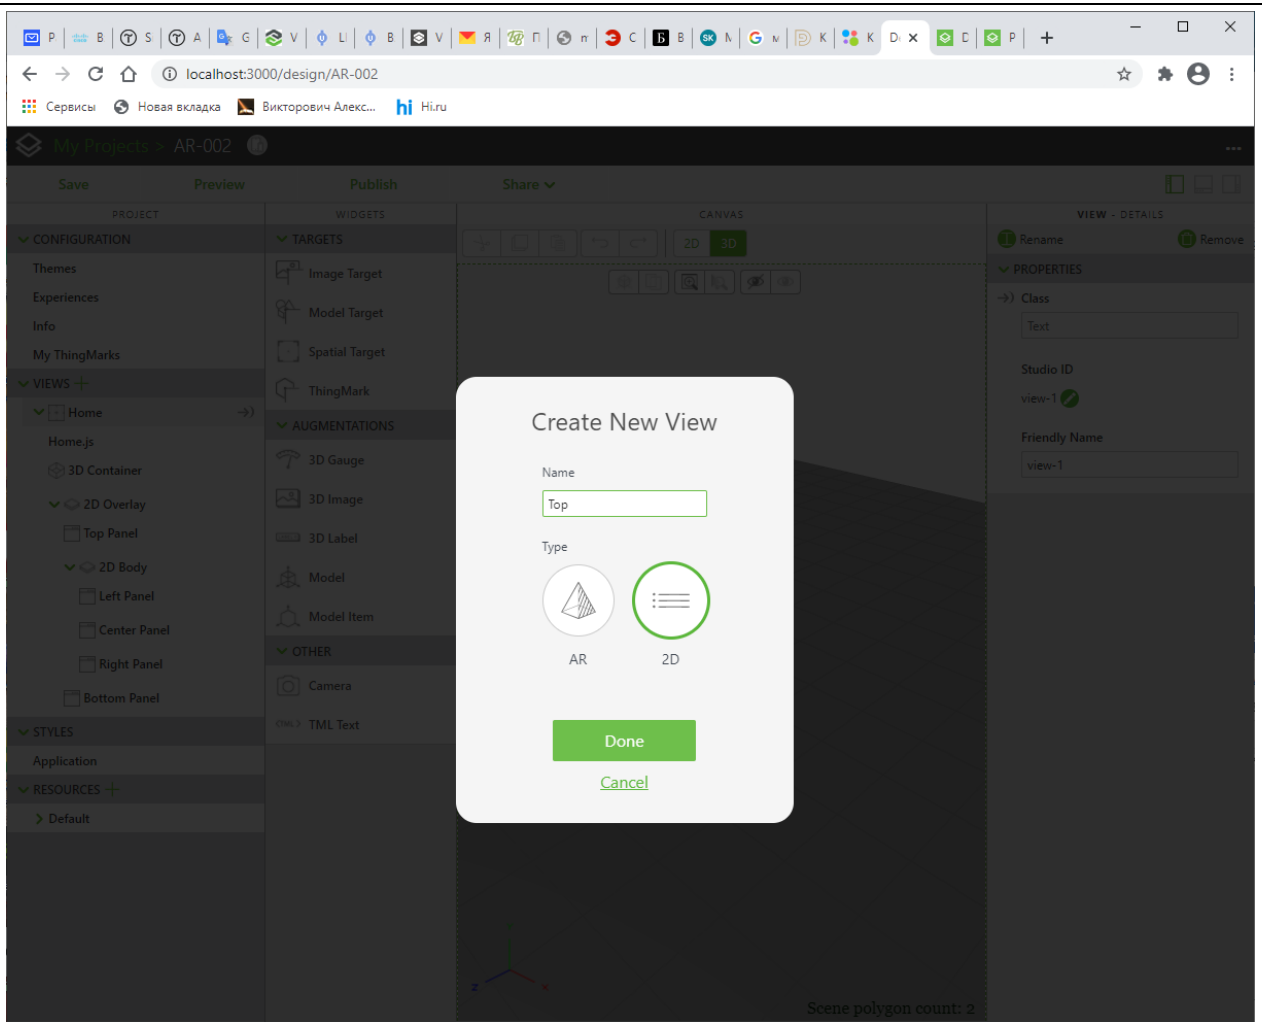 localhost:3000/design/AR-002
Сервисы Новая вкладка Викторович Алекс... hi Hi.ru
My Projects > AR-002
Save Preview Publish Share
PROJECT WIDGETS CANVAS VIEW - DETAILS
CONFIGURATION
Themes
Experiences
Info
My ThingMarks
VIEWS
Home
Home.js
3D Container
2D Overlay
Top Panel
2D Body
Left Panel
Center Panel
Right Panel
Bottom Panel
STYLES
Application
RESOURCES
Default
TARGETS
Image Target
Model Target
Spatial Target
ThingMark
AUGMENTATIONS
3D Gauge
3D Image
3D Label
Model
Model Item
OTHER
Camera
TML Text
2D 3D
Create New View
Name
Top
Type
AR 2D
Done
Cancel
Scene polygon count: 2
Rename Remove
PROPERTIES
Class
Text
Studio ID
view-1
Friendly Name
view-1